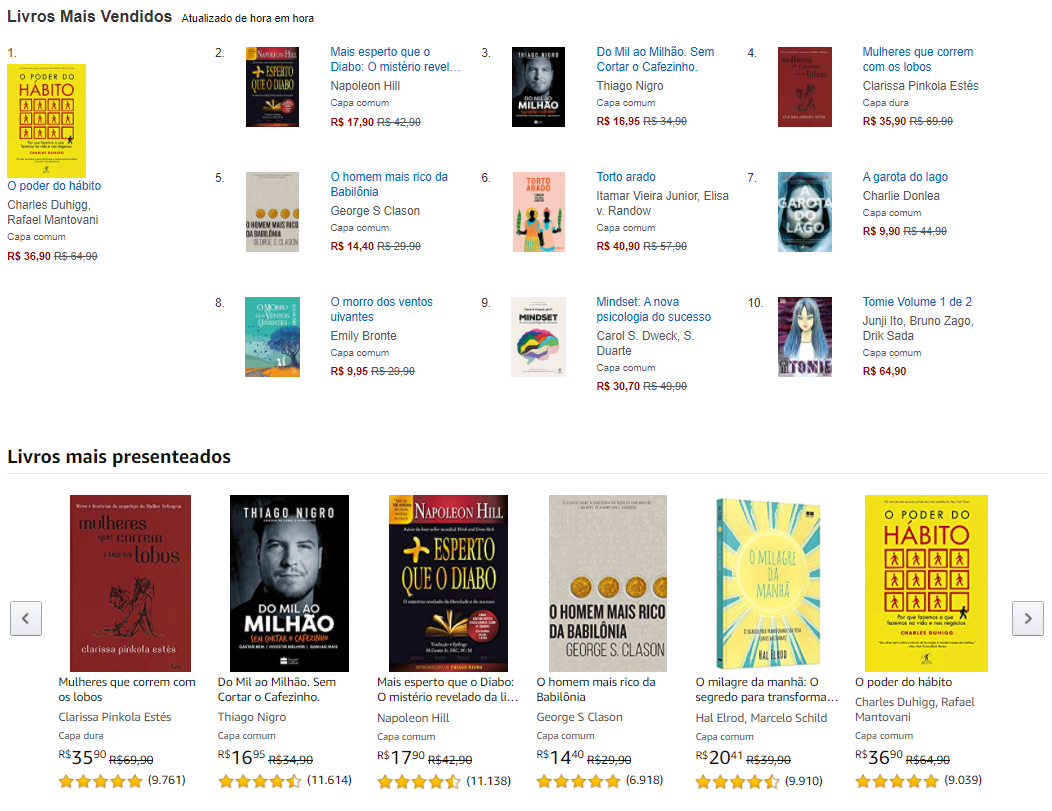 Livros Mais Vendidos Atualizado de hora em hora
1.
O PODER DO
HÁBITO
Por que fazemos o que
fazemos na vida e nos negócios
CHARLES DUHIGG
O poder do hábito
Charles Duhigg,
Rafael Mantovani
Capa comum
R$ 36,90 R$ 64,90
2.
NAPOLEON HILL
+ ESPERTO
QUE O DIABO
Mais esperto que o
Diabo: O mistério revel…
Napoleon Hill
Capa comum
R$ 17,90 R$ 42,90
3.
THIAGO NIGRO
DO MIL AO
MILHÃO
Do Mil ao Milhão. Sem
Cortar o Cafezinho.
Thiago Nigro
Capa comum
R$ 16,95 R$ 34,90
4.
mulheres
que correm
com os lobos
clarissa pinkola estés
Mulheres que correm
com os lobos
Clarissa Pinkola Estés
Capa dura
R$ 35,90 R$ 69,90
5.
O HOMEM MAIS RICO
DA BABILÔNIA
GEORGE S. CLASON
O homem mais rico da
Babilônia
George S Clason
Capa comum
R$ 14,40 R$ 29,90
6.
TORTO
ARADO
Torto arado
Itamar Vieira Junior, Elisa
v. Randow
Capa comum
R$ 40,90 R$ 57,90
7.
A
GAROTA
DO
LAGO
A garota do lago
Charlie Donlea
Capa comum
R$ 9,90 R$ 44,90
8.
O MORRO
DOS VENTOS
UIVANTES
O morro dos ventos
uivantes
Emily Bronte
Capa comum
R$ 9,95 R$ 29,90
9.
MINDSET
Mindset: A nova
psicologia do sucesso
Carol S. Dweck, S.
Duarte
Capa comum
R$ 30,70 R$ 49,90
10.
TOMIE
Tomie Volume 1 de 2
Junji Ito, Bruno Zago,
Drik Sada
Capa comum
R$ 64,90
Livros mais presenteados
mulheres
que correm
com os lobos
clarissa pinkola estés
Mulheres que correm com
os lobos
Clarissa Pinkola Estés
Capa dura
R$3590 R$69,90
(9.761)
THIAGO NIGRO
DO MIL AO
MILHÃO
SEM CORTAR O CAFEZINHO
GASTAR BEM | INVESTIR MELHOR | GANHAR MAIS
Do Mil ao Milhão. Sem
Cortar o Cafezinho.
Thiago Nigro
Capa comum
R$1695 R$34,90
(11.614)
NAPOLEON HILL
+ ESPERTO
QUE O DIABO
O mistério revelado da liberdade e do sucesso
INTRODUÇÃO DE THIAGO NIGRO
Mais esperto que o Diabo:
O mistério revelado da li…
Napoleon Hill
Capa comum
R$1790 R$42,90
(11.138)
O HOMEM MAIS RICO
DA BABILÔNIA
GEORGE S. CLASON
O homem mais rico da
Babilônia
George S Clason
Capa comum
R$1440 R$29,90
(6.918)
O MILAGRE
DA
MANHÃ
HAL ELROD
O milagre da manhã: O
segredo para transforma…
Hal Elrod, Marcelo Schild
Capa comum
R$2041 R$39,90
(9.910)
O PODER DO
HÁBITO
Por que fazemos o que
fazemos na vida e nos negócios
CHARLES DUHIGG
O poder do hábito
Charles Duhigg, Rafael
Mantovani
Capa comum
R$3690 R$64,90
(9.039)